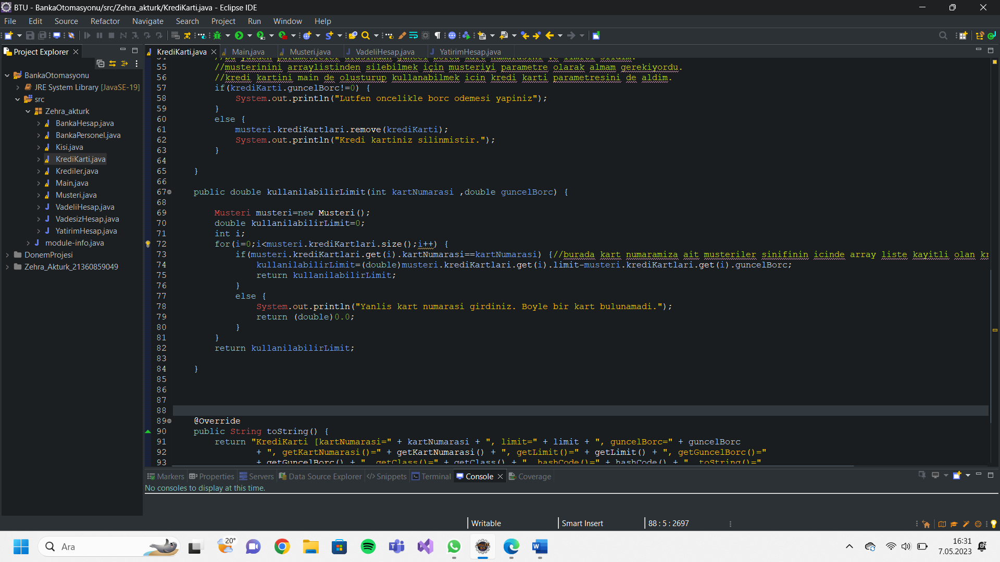 BTU - BankaOtomasyonu/src/Zehra_akturk/KrediKarti.java - Eclipse IDE
File Edit Source Refactor Navigate Search Project Run Window Help
Project Explorer
KrediKarti.java Main.java Musteri.java VadeliHesap.java YatirimHesap.java
BankaOtomasyonu
JRE System Library [JavaSE-19]
src
Zehra_akturk
BankaHesap.java
BankaPersonel.java
Kisi.java
KrediKarti.java
Krediler.java
Main.java
Musteri.java
VadeliHesap.java
VadesizHesap.java
YatirimHesap.java
module-info.java
DonemProjesi
Zehra_Akturk_21360859049
55 //musterinini arraylistinden silebilmek için musteriyi parametre olarak almam gerekiyordu.
56 //kredi kartini main de olusturup kullanabilmek icin kredi karti parametresini de aldim.
57 if(krediKarti.guncelBorc!=0) {
58 System.out.println("Lutfen oncelikle borc odemesi yapiniz");
59 }
60 else {
61 musteri.krediKartlari.remove(krediKarti);
62 System.out.println("Kredi kartiniz silinmistir.");
63 }
64
65 }
66
67 public double kullanilabilirLimit(int kartNumarasi ,double guncelBorc) {
68
69 Musteri musteri=new Musteri();
70 double kullanilabilirLimit=0;
71 int i;
72 for(i=0;i<musteri.krediKartlari.size();i++) {
73 if(musteri.krediKartlari.get(i).kartNumarasi==kartNumarasi) {//burada kart numaramiza ait musteriler sinifinin icinde array liste kayitli olan kr
74 kullanilabilirLimit=(double)musteri.krediKartlari.get(i).limit-musteri.krediKartlari.get(i).guncelBorc;
75 return kullanilabilirLimit;
76 }
77 else {
78 System.out.println("Yanlis kart numarasi girdiniz. Boyle bir kart bulunamadi.");
79 return (double)0.0;
80 }
81 }
82 return kullanilabilirLimit;
83
84 }
85
86
87
88
89 @Override
90 public String toString() {
91 return "KrediKarti [kartNumarasi=" + kartNumarasi + ", limit=" + limit + ", guncelBorc=" + guncelBorc
92 + ", getKartNumarasi()=" + getKartNumarasi() + ", getLimit()=" + getLimit() + ", getGuncelBorc()="
93 + getGuncelBorc() + ", getClass()=" + getClass() + ", hashCode()=" + hashCode() + ", toString()="
Markers Properties Servers Data Source Explorer Snippets Terminal Console Coverage
No consoles to display at this time.
Writable Smart Insert 88 : 5 : 2697
Ara
20°
16:31
7.05.2023